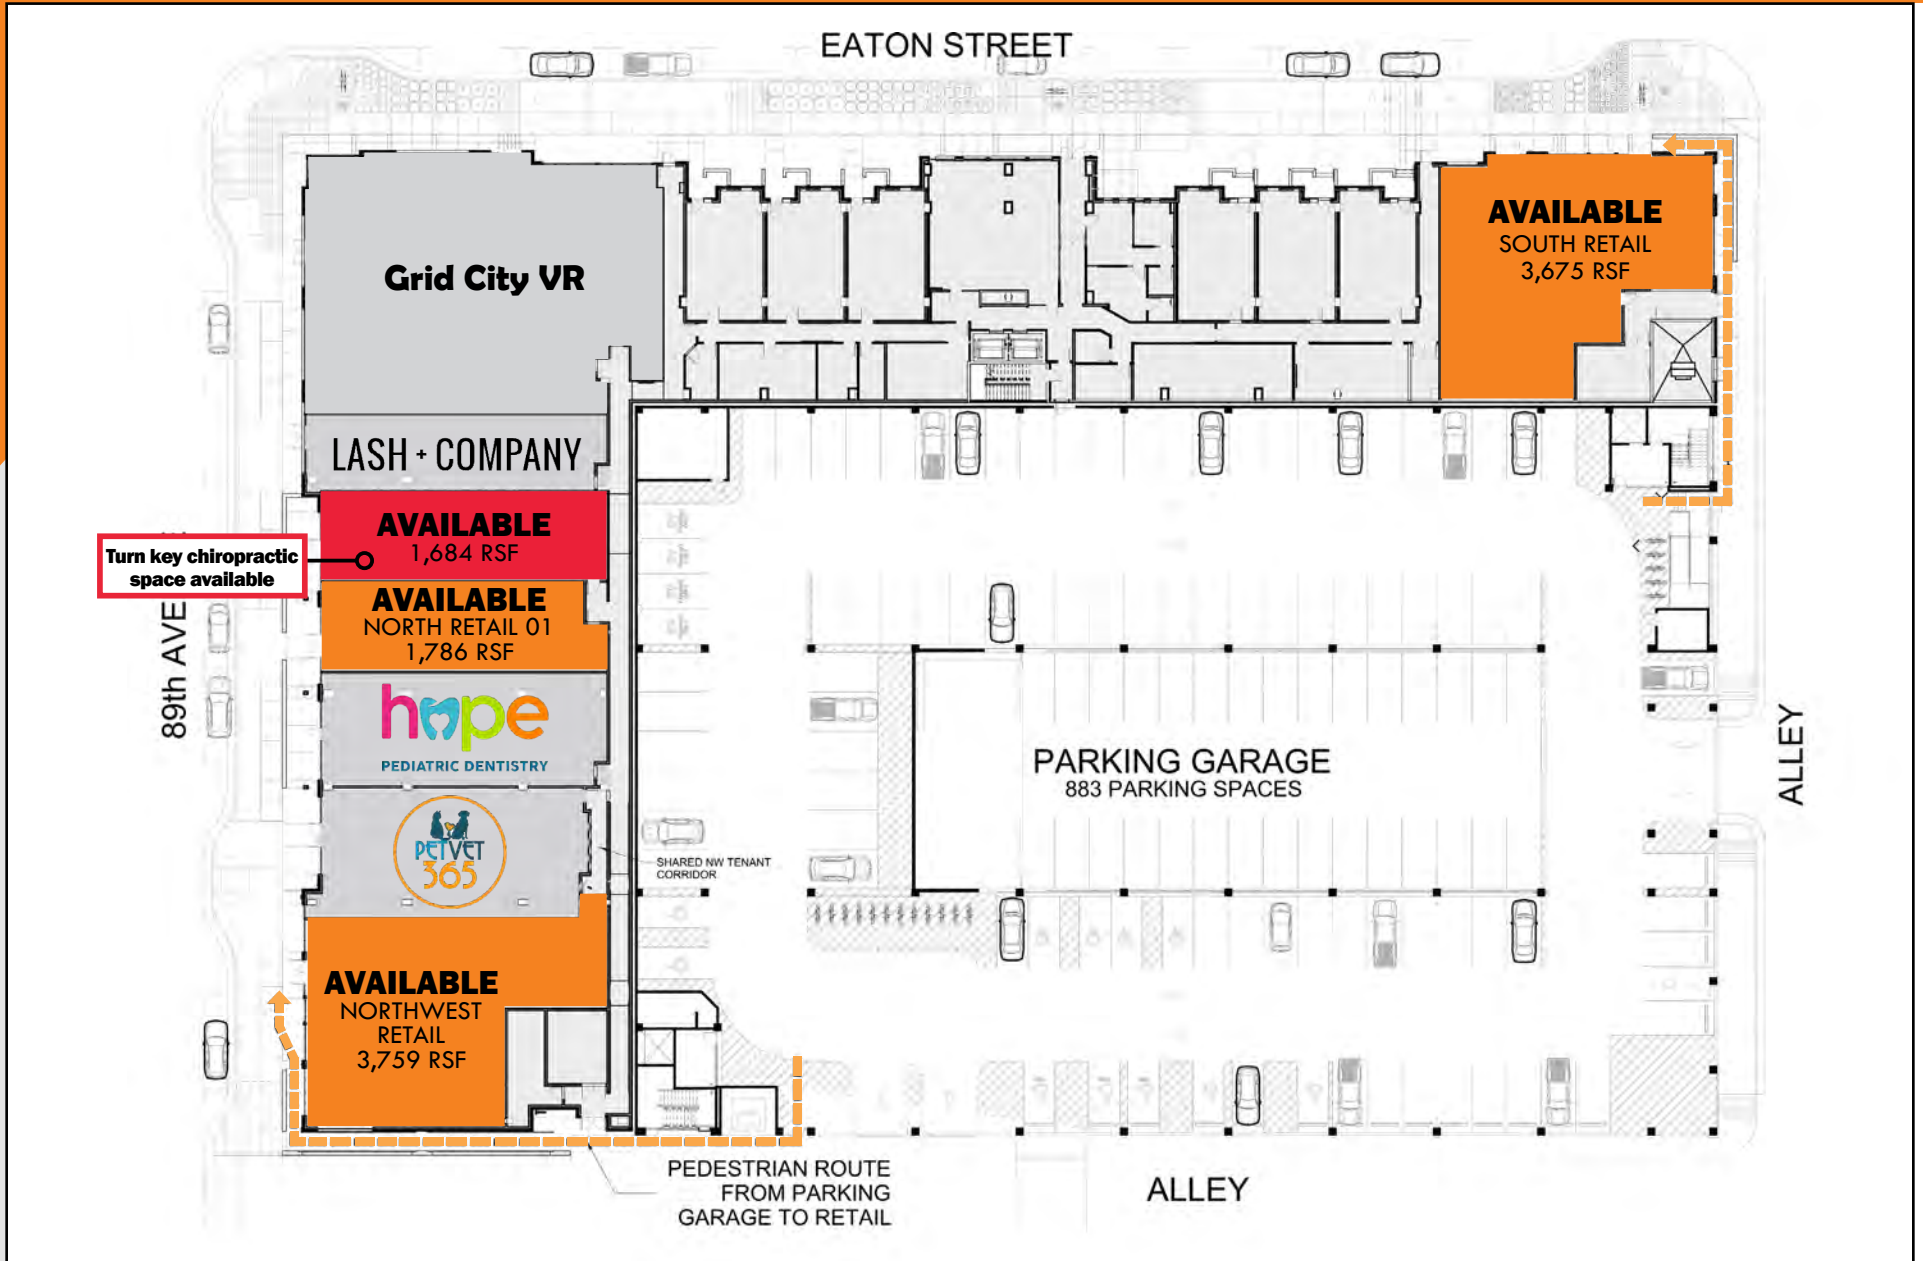 EATON STREET
Grid City VR
AVAILABLE
SOUTH RETAIL
3,675 RSF
LASH + COMPANY
AVAILABLE
1,684 RSF
Turn key chiropractic
space available
AVAILABLE
NORTH RETAIL 01
1,786 RSF
89th AVE
hope
PEDIATRIC DENTISTRY
PARKING GARAGE
883 PARKING SPACES
ALLEY
PETVET
365
SHARED NW TENANT
CORRIDOR
AVAILABLE
NORTHWEST
RETAIL
3,759 RSF
PEDESTRIAN ROUTE
FROM PARKING
GARAGE TO RETAIL
ALLEY